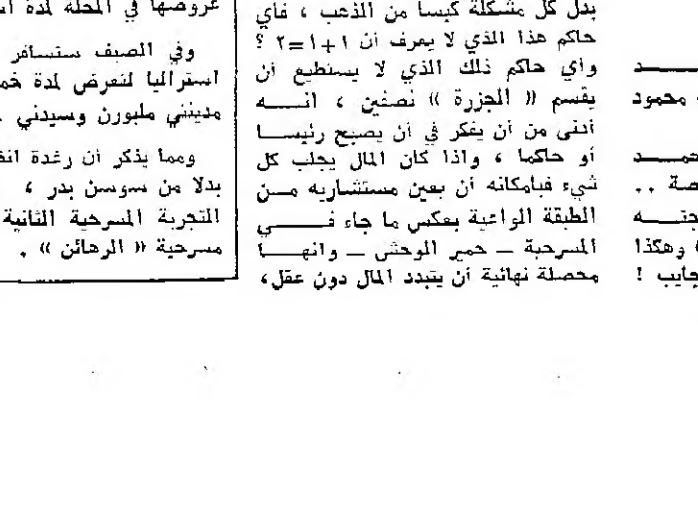 محمود
صة ..
وهكذا
جايب !
بدل كل مشكلة كيسا من الذهب ، فأي
حاكم هذا الذي لا يعرف أن ١+١=٢ ؟
وأي حاكم ذلك الذي لا يستطيع أن
يقسم (( الجزرة )) نصفين ، انه
أدنى من أن يفكر في أن يصبح رئيسا
أو حاكما ، واذا كان المال يجلب كل
شيء فبامكانه أن يعين مستشاريه من
الطبقة الواعية بعكس ما جاء في
المسرحية ــ حمير الوحش ــ وانها
محصلة نهائية أن يتبدد المال دون عقل،
عروضها في المحلة لمدة
وفي الصيف ستسافر
استراليا لتعرض لمدة
مدينتي ملبورن وسيدني .
ومما يذكر أن رغدة
بدلا من سوسن بدر ،
التجربة المسرحية الثانية
مسرحية (( الرهائن )) .